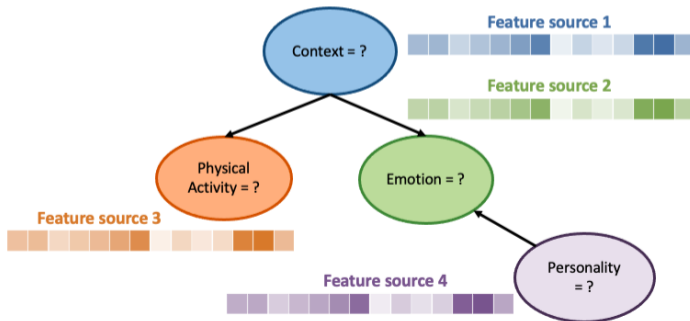 Feature source 1
Context = ?
Feature source 2
Physical
Activity = ?
Emotion = ?
Feature source 3
Personality
= ?
Feature source 4